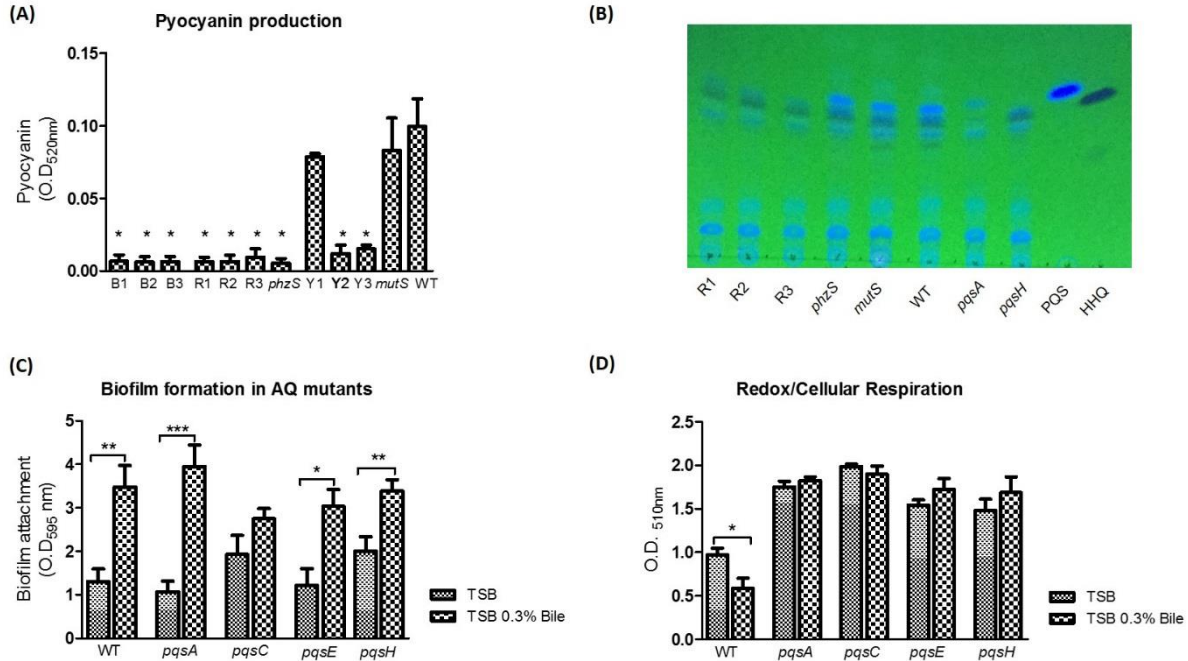 (A)
Pyocyanin production
Pyocyanin
(O.D520nm)
0.15
0.10
0.05
0.00
* * * * * * * * *
B1 B2 B3 R1 R2 R3 phzS Y1 Y2 Y3 mutS WT
(B)
R1 R2 R3 phzS mutS WT pqsA pqsH PQS HHQ
(C)
Biofilm formation in AQ mutants
Biofilm attachment
(O.D595 nm)
5
4
3
2
1
0
** *** * **
WT pqsA pqsC pqsE pqsH
TSB
TSB 0.3% Bile
(D)
Redox/Cellular Respiration
O.D. 510nm
2.5
2.0
1.5
1.0
0.5
0.0
*
WT pqsA pqsC pqsE pqsH
TSB
TSB 0.3% Bile